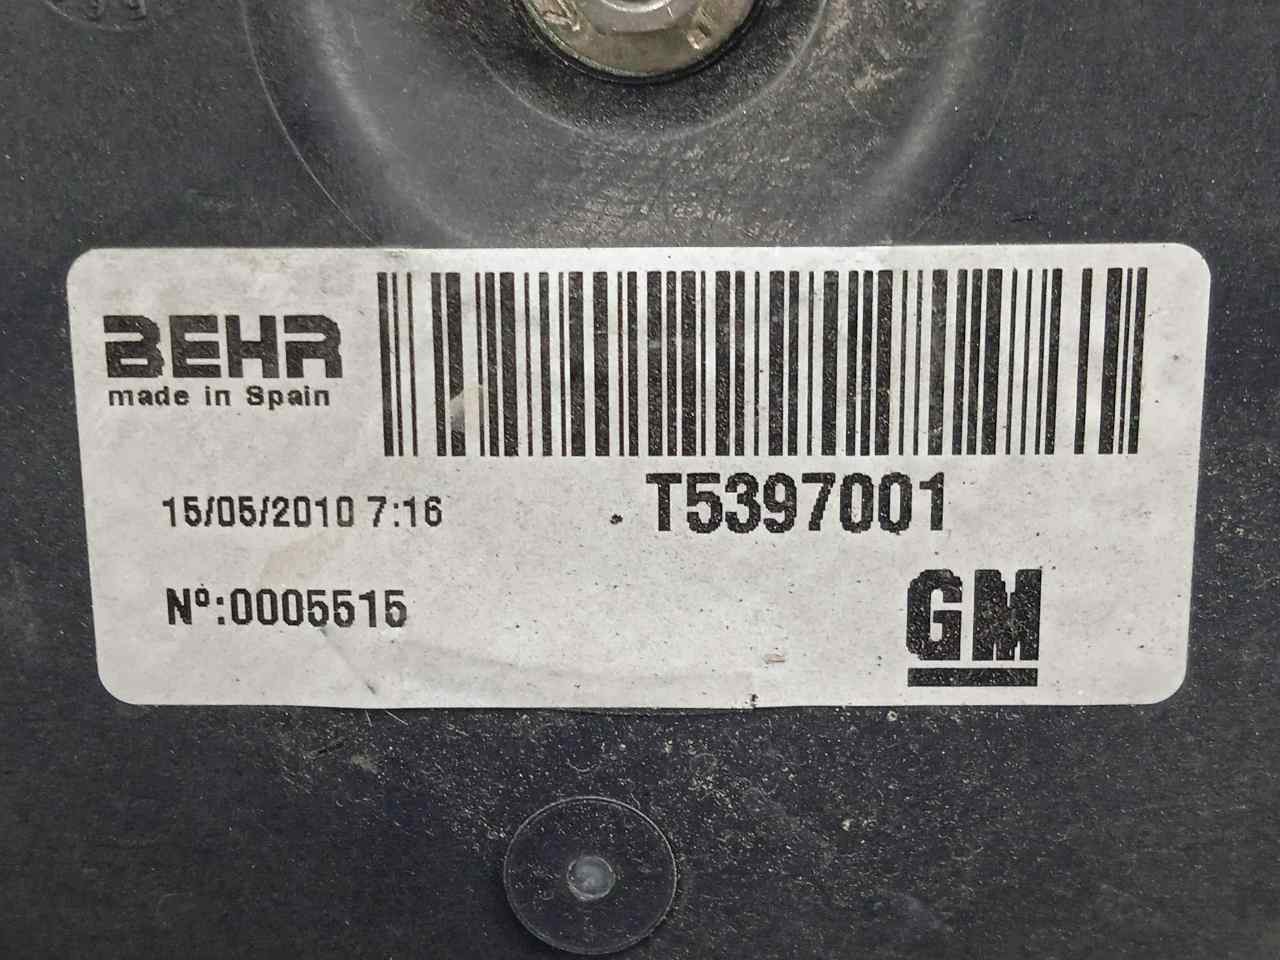 BEHR
made in Spain
15/05/2010 7:16
T5397001
Nº:0005515
GM